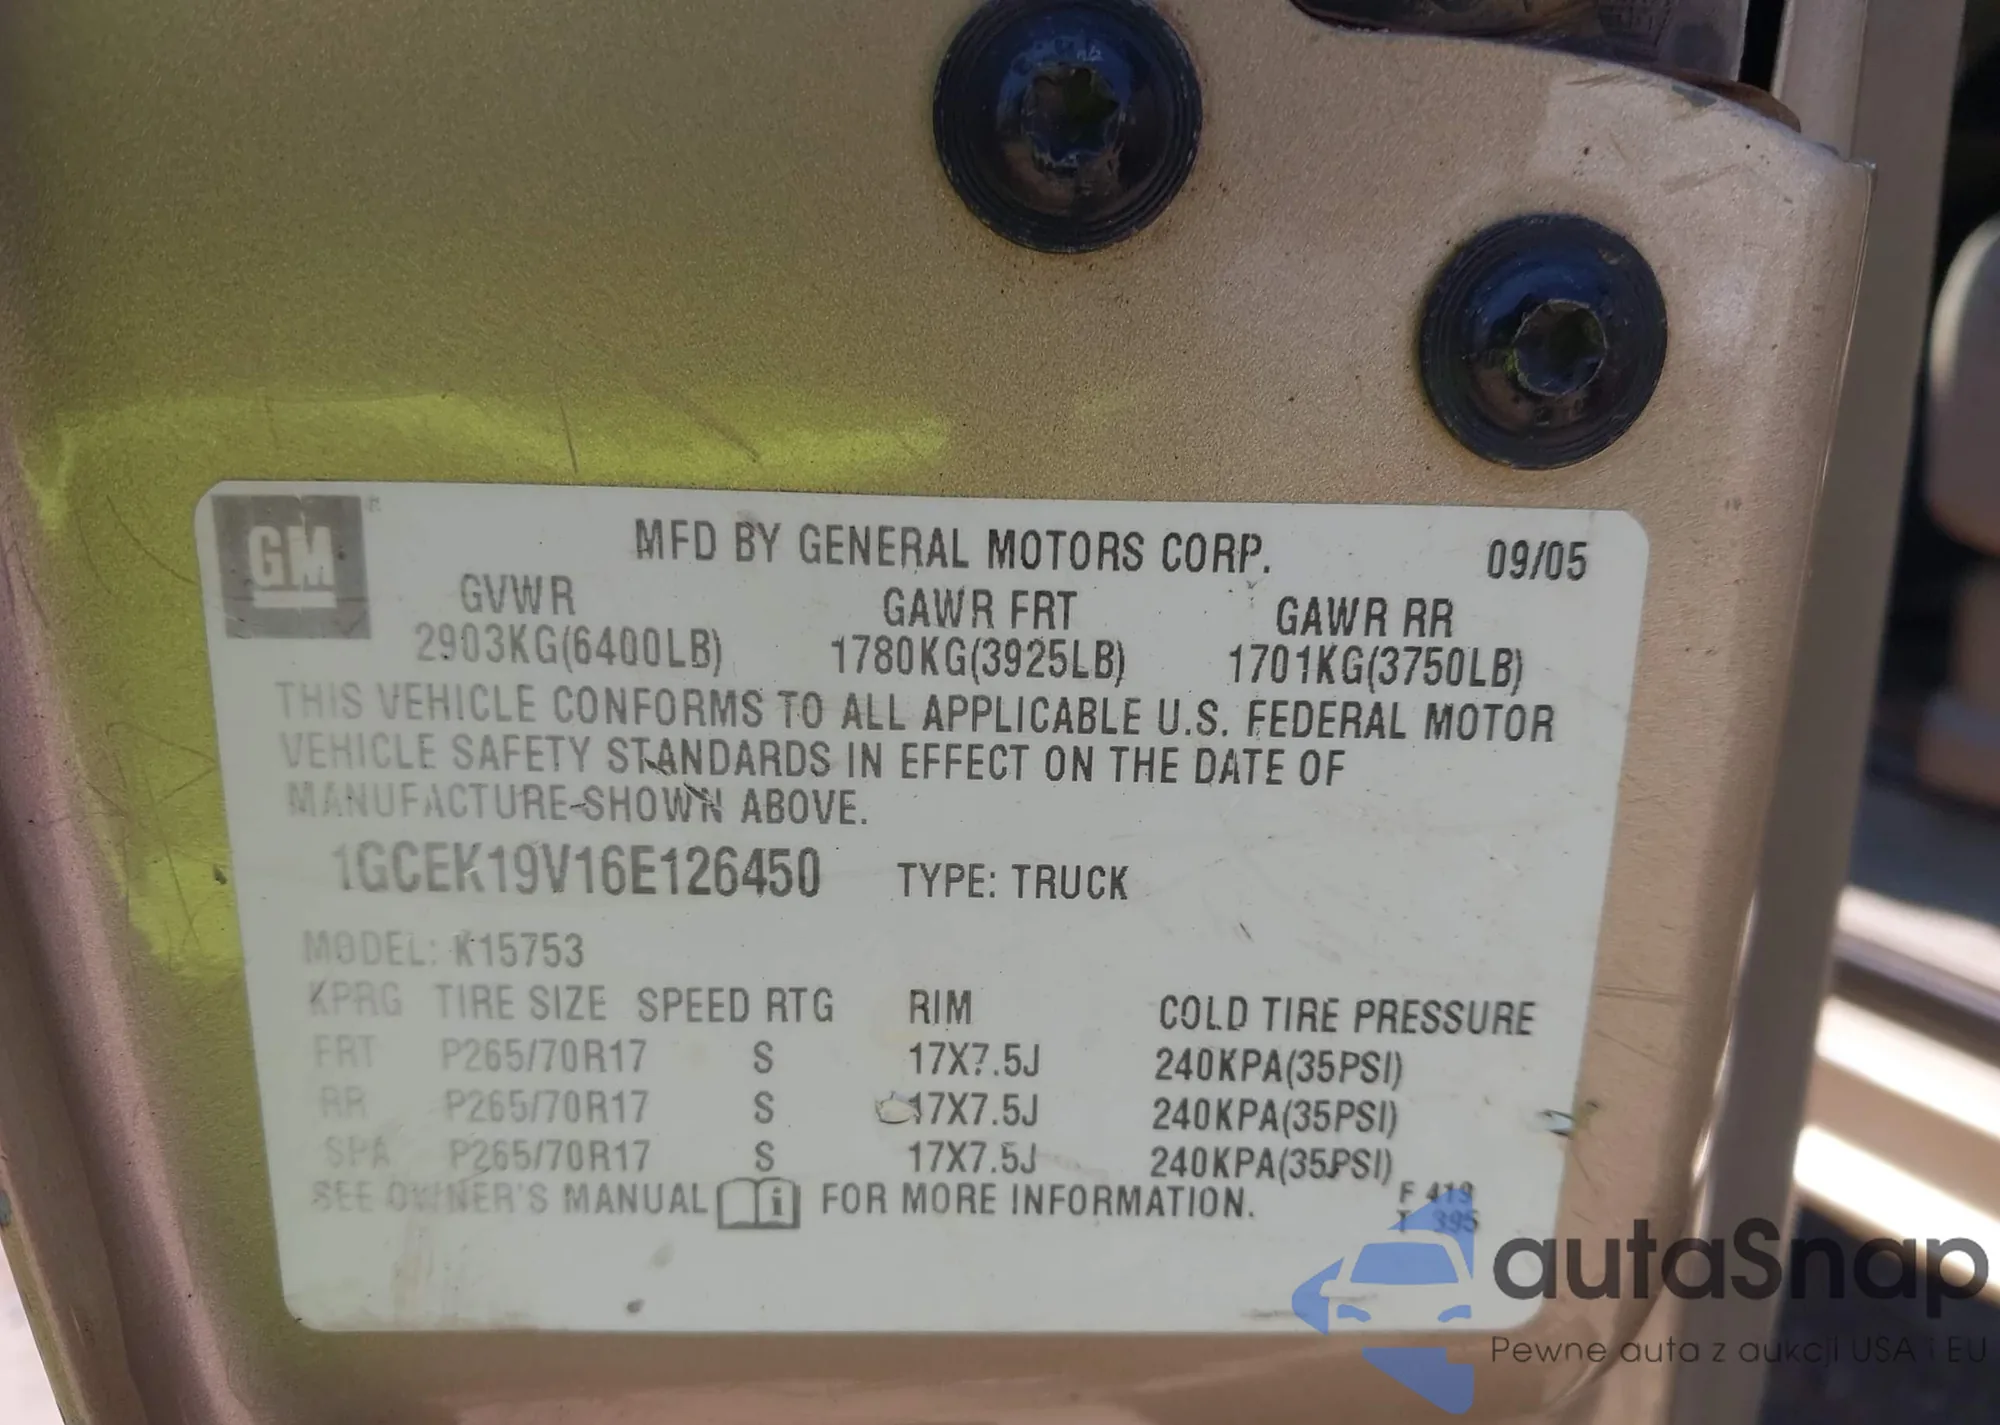 GM
MFD BY GENERAL MOTORS CORP. 09/05
GVWR GAWR FRT GAWR RR
2903KG(6400LB) 1780KG(3925LB) 1701KG(3750LB)
THIS VEHICLE CONFORMS TO ALL APPLICABLE U.S. FEDERAL MOTOR
VEHICLE SAFETY STANDARDS IN EFFECT ON THE DATE OF
MANUFACTURE SHOWN ABOVE.
1GCEK19V16E126450 TYPE: TRUCK
MODEL: K15753
KPRG TIRE SIZE SPEED RTG RIM COLD TIRE PRESSURE
FRT P265/70R17 S 17X7.5J 240KPA(35PSI)
RR P265/70R17 S 17X7.5J 240KPA(35PSI)
SPA P265/70R17 S 17X7.5J 240KPA(35PSI)
SEE OWNER'S MANUAL i FOR MORE INFORMATION.
F 419
T 395
autaSnap
Pewne auta z aukcji USA i EU